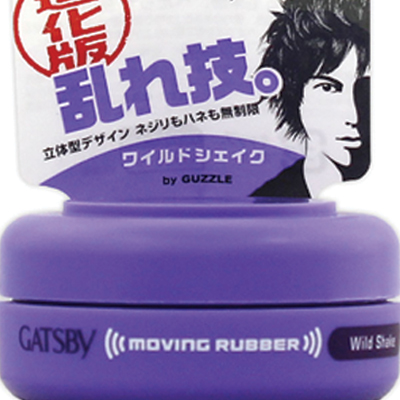 進化版
乱れ技。
立体型デザイン ネジリもハネも無制限
ワイルドシェイク
by GUZZLE
GATSBY
MOVING RUBBER
Wild Shake